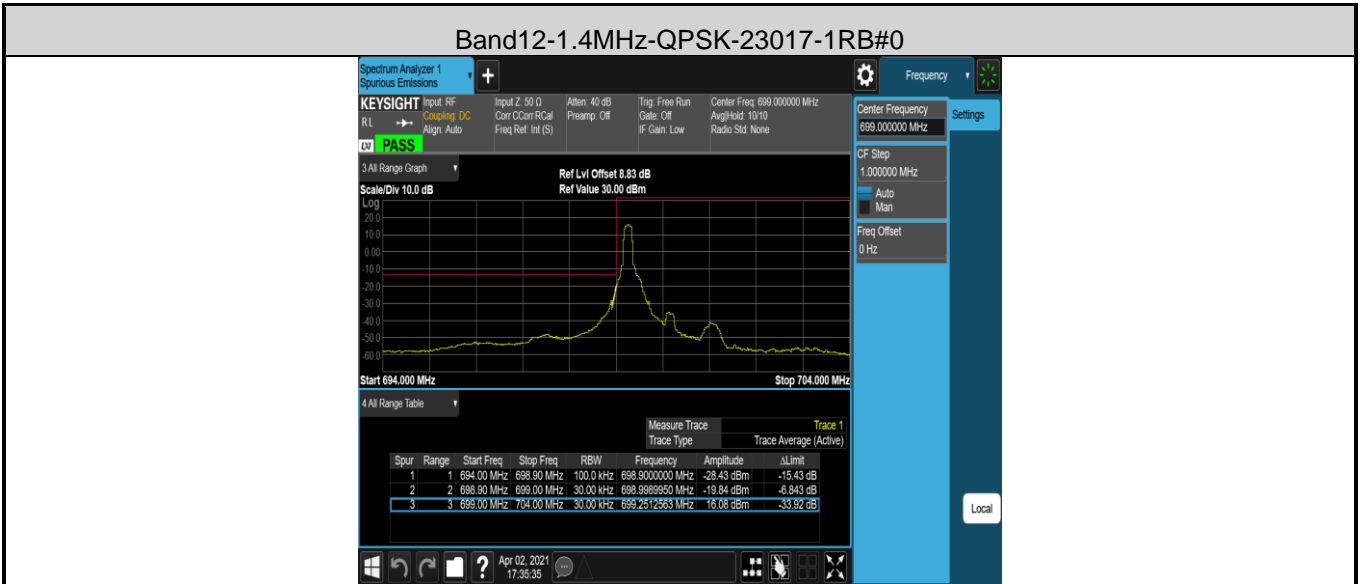 Band12-1.4MHz-QPSK-23017-1RB#0
Spectrum Analyzer 1
Spurious Emissions
+
Frequency
KEYSIGHT
R L
LXI
PASS
Input: RF
Coupling: DC
Align: Auto
Input Z: 50 Ω
Corr CCorr RCal
Freq Ref: Int (S)
Atten: 40 dB
Preamp: Off
Trig: Free Run
Gate: Off
IF Gain: Low
Center Freq: 699.000000 MHz
Avg|Hold: 10/10
Radio Std: None
Center Frequency
699.000000 MHz
Settings
CF Step
1.000000 MHz
Auto
Man
Freq Offset
0 Hz
3 All Range Graph
Ref Lvl Offset 8.83 dB
Scale/Div 10.0 dB
Ref Value 30.00 dBm
Log
20.0
10.0
0.00
-10.0
-20.0
-30.0
-40.0
-50.0
-60.0
Start 694.000 MHz
Stop 704.000 MHz
4 All Range Table
Measure Trace Trace 1
Trace Type Trace Average (Active)
Spur Range Start Freq Stop Freq RBW Frequency Amplitude ΔLimit
1 1 694.00 MHz 698.90 MHz 100.0 kHz 698.9000000 MHz -28.43 dBm -15.43 dB
2 2 698.90 MHz 699.00 MHz 30.00 kHz 698.9989950 MHz -19.84 dBm -6.843 dB
3 3 699.00 MHz 704.00 MHz 30.00 kHz 699.2512563 MHz 16.08 dBm -33.92 dB
Local
?
Apr 02, 2021
17:35:35